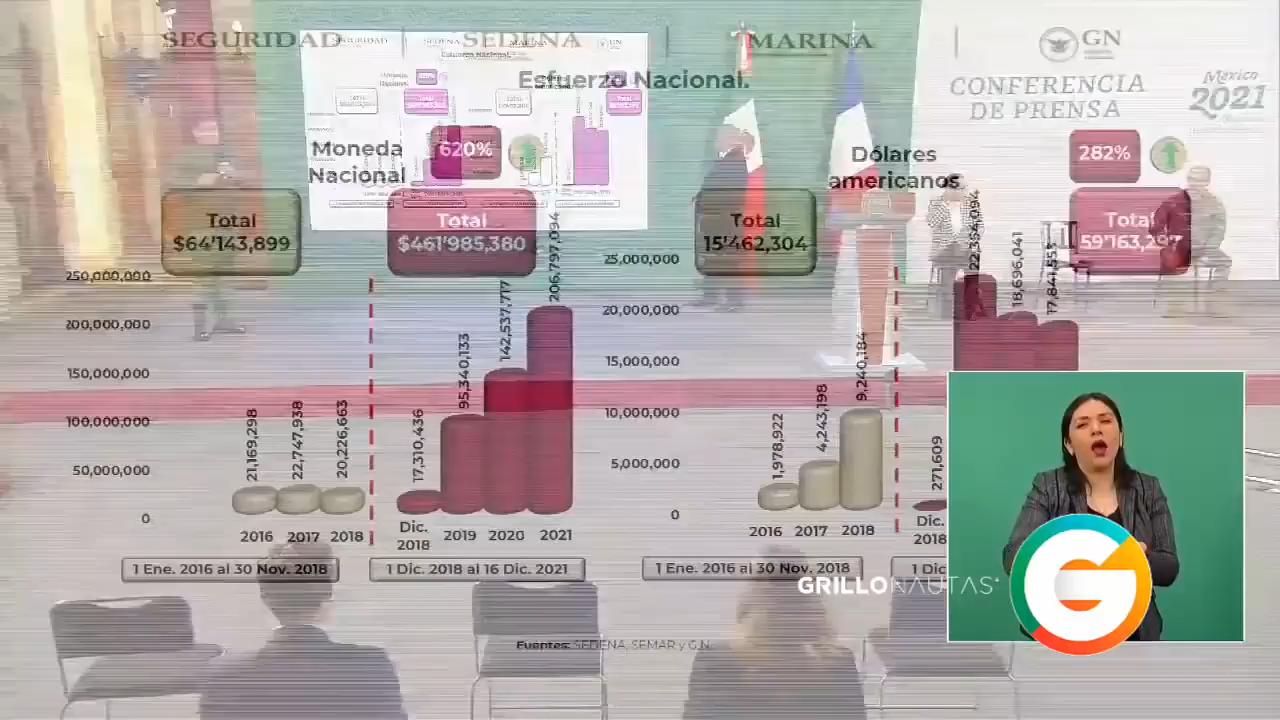 SEGURIDAD
SEDENA
MARINA
GN
CONFERENCIA
DE PRENSA
México
2021
Esfuerzo Nacional.
Moneda
Nacional
620%
Dólares
americanos
282%
Total
$64'143,899
Total
$461'985,380
Total
15'462,304
Total
59'163,297
250,000,000
200,000,000
150,000,000
100,000,000
50,000,000
0
21,169,298
22,747,938
20,226,663
17,310,436
95,340,133
142,537,717
206,797,094
2016
2017
2018
Dic.
2018
2019
2020
2021
1 Ene. 2016 al 30 Nov. 2018
1 Dic. 2018 al 16 Dic. 2021
25,000,000
20,000,000
15,000,000
10,000,000
5,000,000
0
1,978,922
4,243,198
9,240,184
271,609
22,354,094
18,696,041
17,841,553
2016
2017
2018
Dic.
2018
1 Ene. 2016 al 30 Nov. 2018
1 Dic
GRILLONAUTAS
Fuentes: SEDENA, SEMAR y G.N.